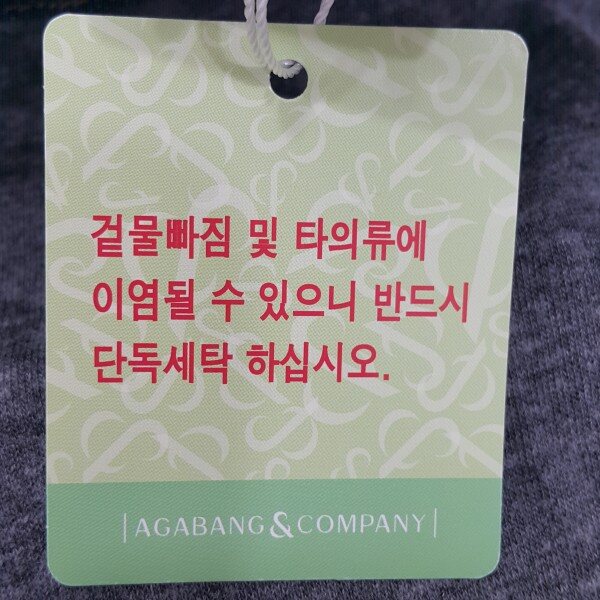 겉물빠짐 및 타의류에
이염될 수 있으니 반드시
단독세탁 하십시오.
|AGABANG&COMPANY|